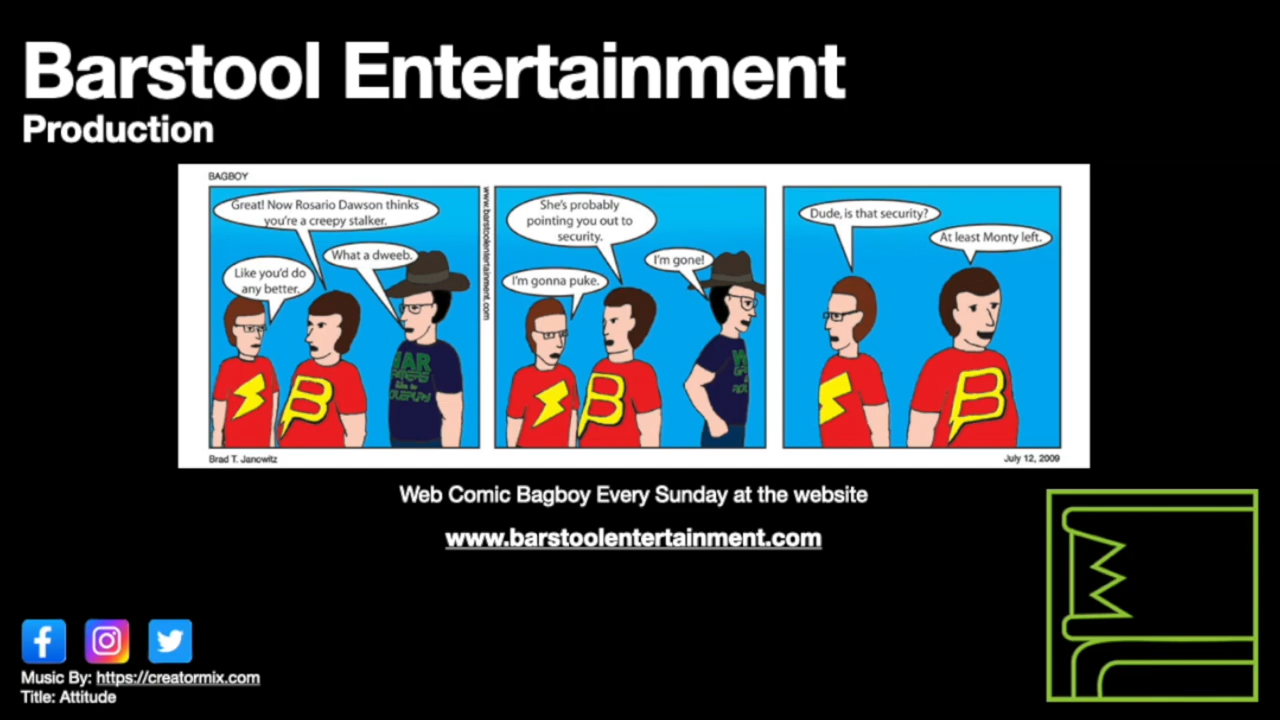 Barstool Entertainment
Production
BAGBOY
Great! Now Rosario Dawson thinks
you're a creepy stalker.
What a dweeb.
Like you'd do
any better.
www.barstoolentertainment.com
She's probably
pointing you out to
security.
I'm gone!
I'm gonna puke.
Dude, is that security?
At least Monty left.
B
B
B
Brad T. Janowitz
July 12, 2009
Web Comic Bagboy Every Sunday at the website
www.barstoolentertainment.com
Music By: https://creatormix.com
Title: Attitude